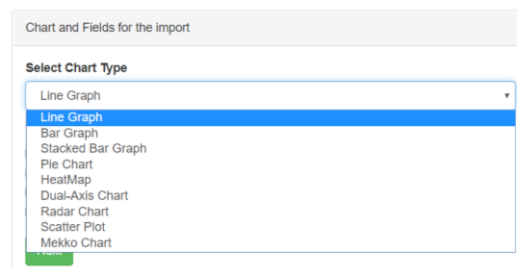 Chart and Fields for the import
Select Chart Type
Line Graph
Line Graph
Bar Graph
Stacked Bar Graph
Pie Chart
HeatMap
Dual-Axis Chart
Radar Chart
Scatter Plot
Mekko Chart